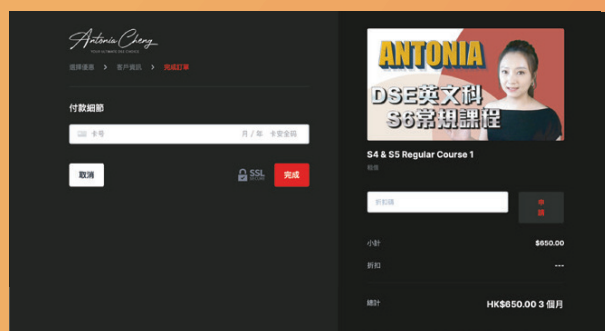 Antonia Cheng
選擇優惠 > 客戶資訊 > 完成訂單
付款細節
卡号 月 / 年 卡安全码
取消
SSL
SECURE
完成
ANTONIA
DSE英文科
S6常規課程
S4 & S5 Regular Course 1
折扣碼
小計 $650.00
折扣 ---
總計 HK$650.00 3 個月